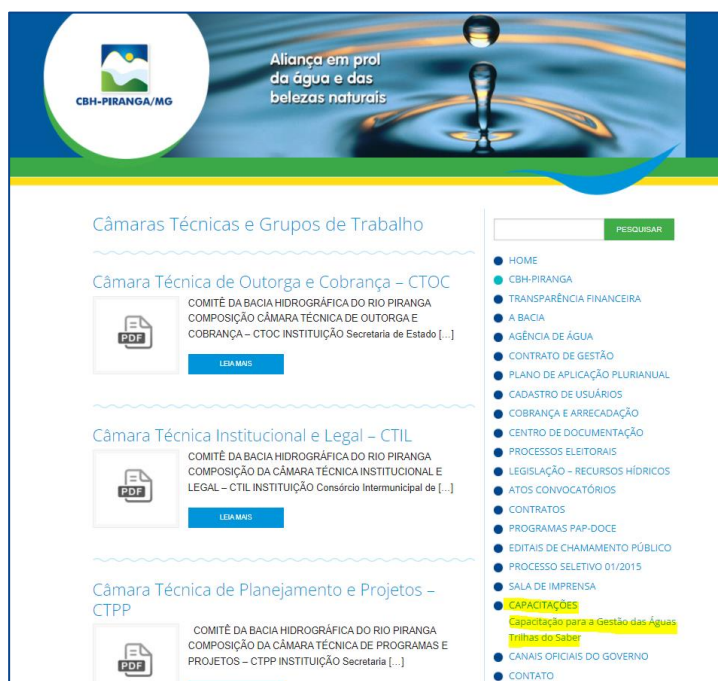 CBH-PIRANGA/MG
Aliança em prol
da água e das
belezas naturais
Câmaras Técnicas e Grupos de Trabalho
Câmara Técnica de Outorga e Cobrança – CTOC
PDF
COMITÊ DA BACIA HIDROGRÁFICA DO RIO PIRANGA
COMPOSIÇÃO CÂMARA TÉCNICA DE OUTORGA E
COBRANÇA – CTOC INSTITUIÇÃO Secretaria de Estado […]
LEIA MAIS
Câmara Técnica Institucional e Legal – CTIL
PDF
COMITÊ DA BACIA HIDROGRÁFICA DO RIO PIRANGA
COMPOSIÇÃO DA CÂMARA TÉCNICA INSTITUCIONAL E
LEGAL – CTIL INSTITUIÇÃO Consórcio Intermunicipal de […]
LEIA MAIS
Câmara Técnica de Planejamento e Projetos –
CTPP
PDF
COMITÊ DA BACIA HIDROGRÁFICA DO RIO PIRANGA
COMPOSIÇÃO DA CÂMARA TÉCNICA DE PROGRAMAS E
PROJETOS – CTPP INSTITUIÇÃO Secretaria […]
PESQUISAR
HOME
CBH-PIRANGA
TRANSPARÊNCIA FINANCEIRA
A BACIA
AGÊNCIA DE ÁGUA
CONTRATO DE GESTÃO
PLANO DE APLICAÇÃO PLURIANUAL
CADASTRO DE USUÁRIOS
COBRANÇA E ARRECADAÇÃO
CENTRO DE DOCUMENTAÇÃO
PROCESSOS ELEITORAIS
LEGISLAÇÃO – RECURSOS HÍDRICOS
ATOS CONVOCATÓRIOS
CONTRATOS
PROGRAMAS PAP-DOCE
EDITAIS DE CHAMAMENTO PÚBLICO
PROCESSO SELETIVO 01/2015
SALA DE IMPRENSA
CAPACITAÇÕES
Capacitação para a Gestão das Águas
Trilhas do Saber
CANAIS OFICIAIS DO GOVERNO
CONTATO